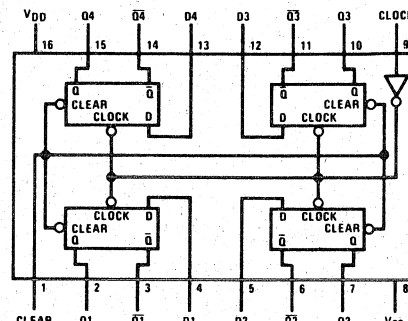 VDD Q4 Q̅4̅ D4 D3 Q̅3̅ Q3 CLOCK
16 15 14 13 12 11 10 9
Q Q̅ Q̅ Q
CLEAR CLEAR
CLOCK D D CLOCK
CLOCK D D CLOCK
CLEAR CLEAR
Q Q̅ Q̅ Q
1 2 3 4 5 6 7 8
CLEAR Q1 Q̅1̅ D1 D2 Q̅2̅ Q2 VSS